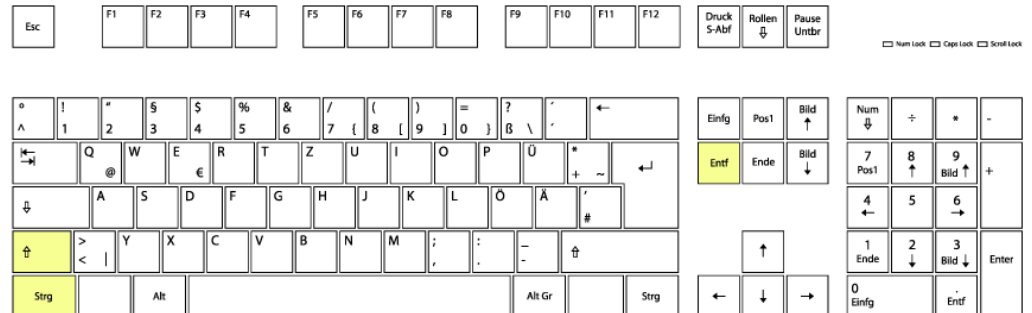 Esc F1 F2 F3 F4 F5 F6 F7 F8 F9 F10 F11 F12 Druck S-Abf Rollen ⇩ Pause Untbr
Num Lock Caps Lock Scroll Lock
° ! " § $ % & / ( ) = ? ´ ←
^ 1 2 3 4 5 6 7 { 8 [ 9 ] 0 } ß \ ´
Einfg Pos1 Bild ↑ Num ⇩ ÷ * -
Q @ W E € R T Z U I O P Ü * + ~ ↵
Entf Ende Bild ↓ 7 Pos1 8 ↑ 9 Bild ↑ +
⇩ A S D F G H J K L Ö Ä ' #
4 ← 5 6 →
⇧ > < | Y X C V B N M ; , : . _ - ⇧
↑ 1 Ende 2 ↓ 3 Bild ↓ Enter
Strg Alt Alt Gr Strg
← ↓ → 0 Einfg . Entf